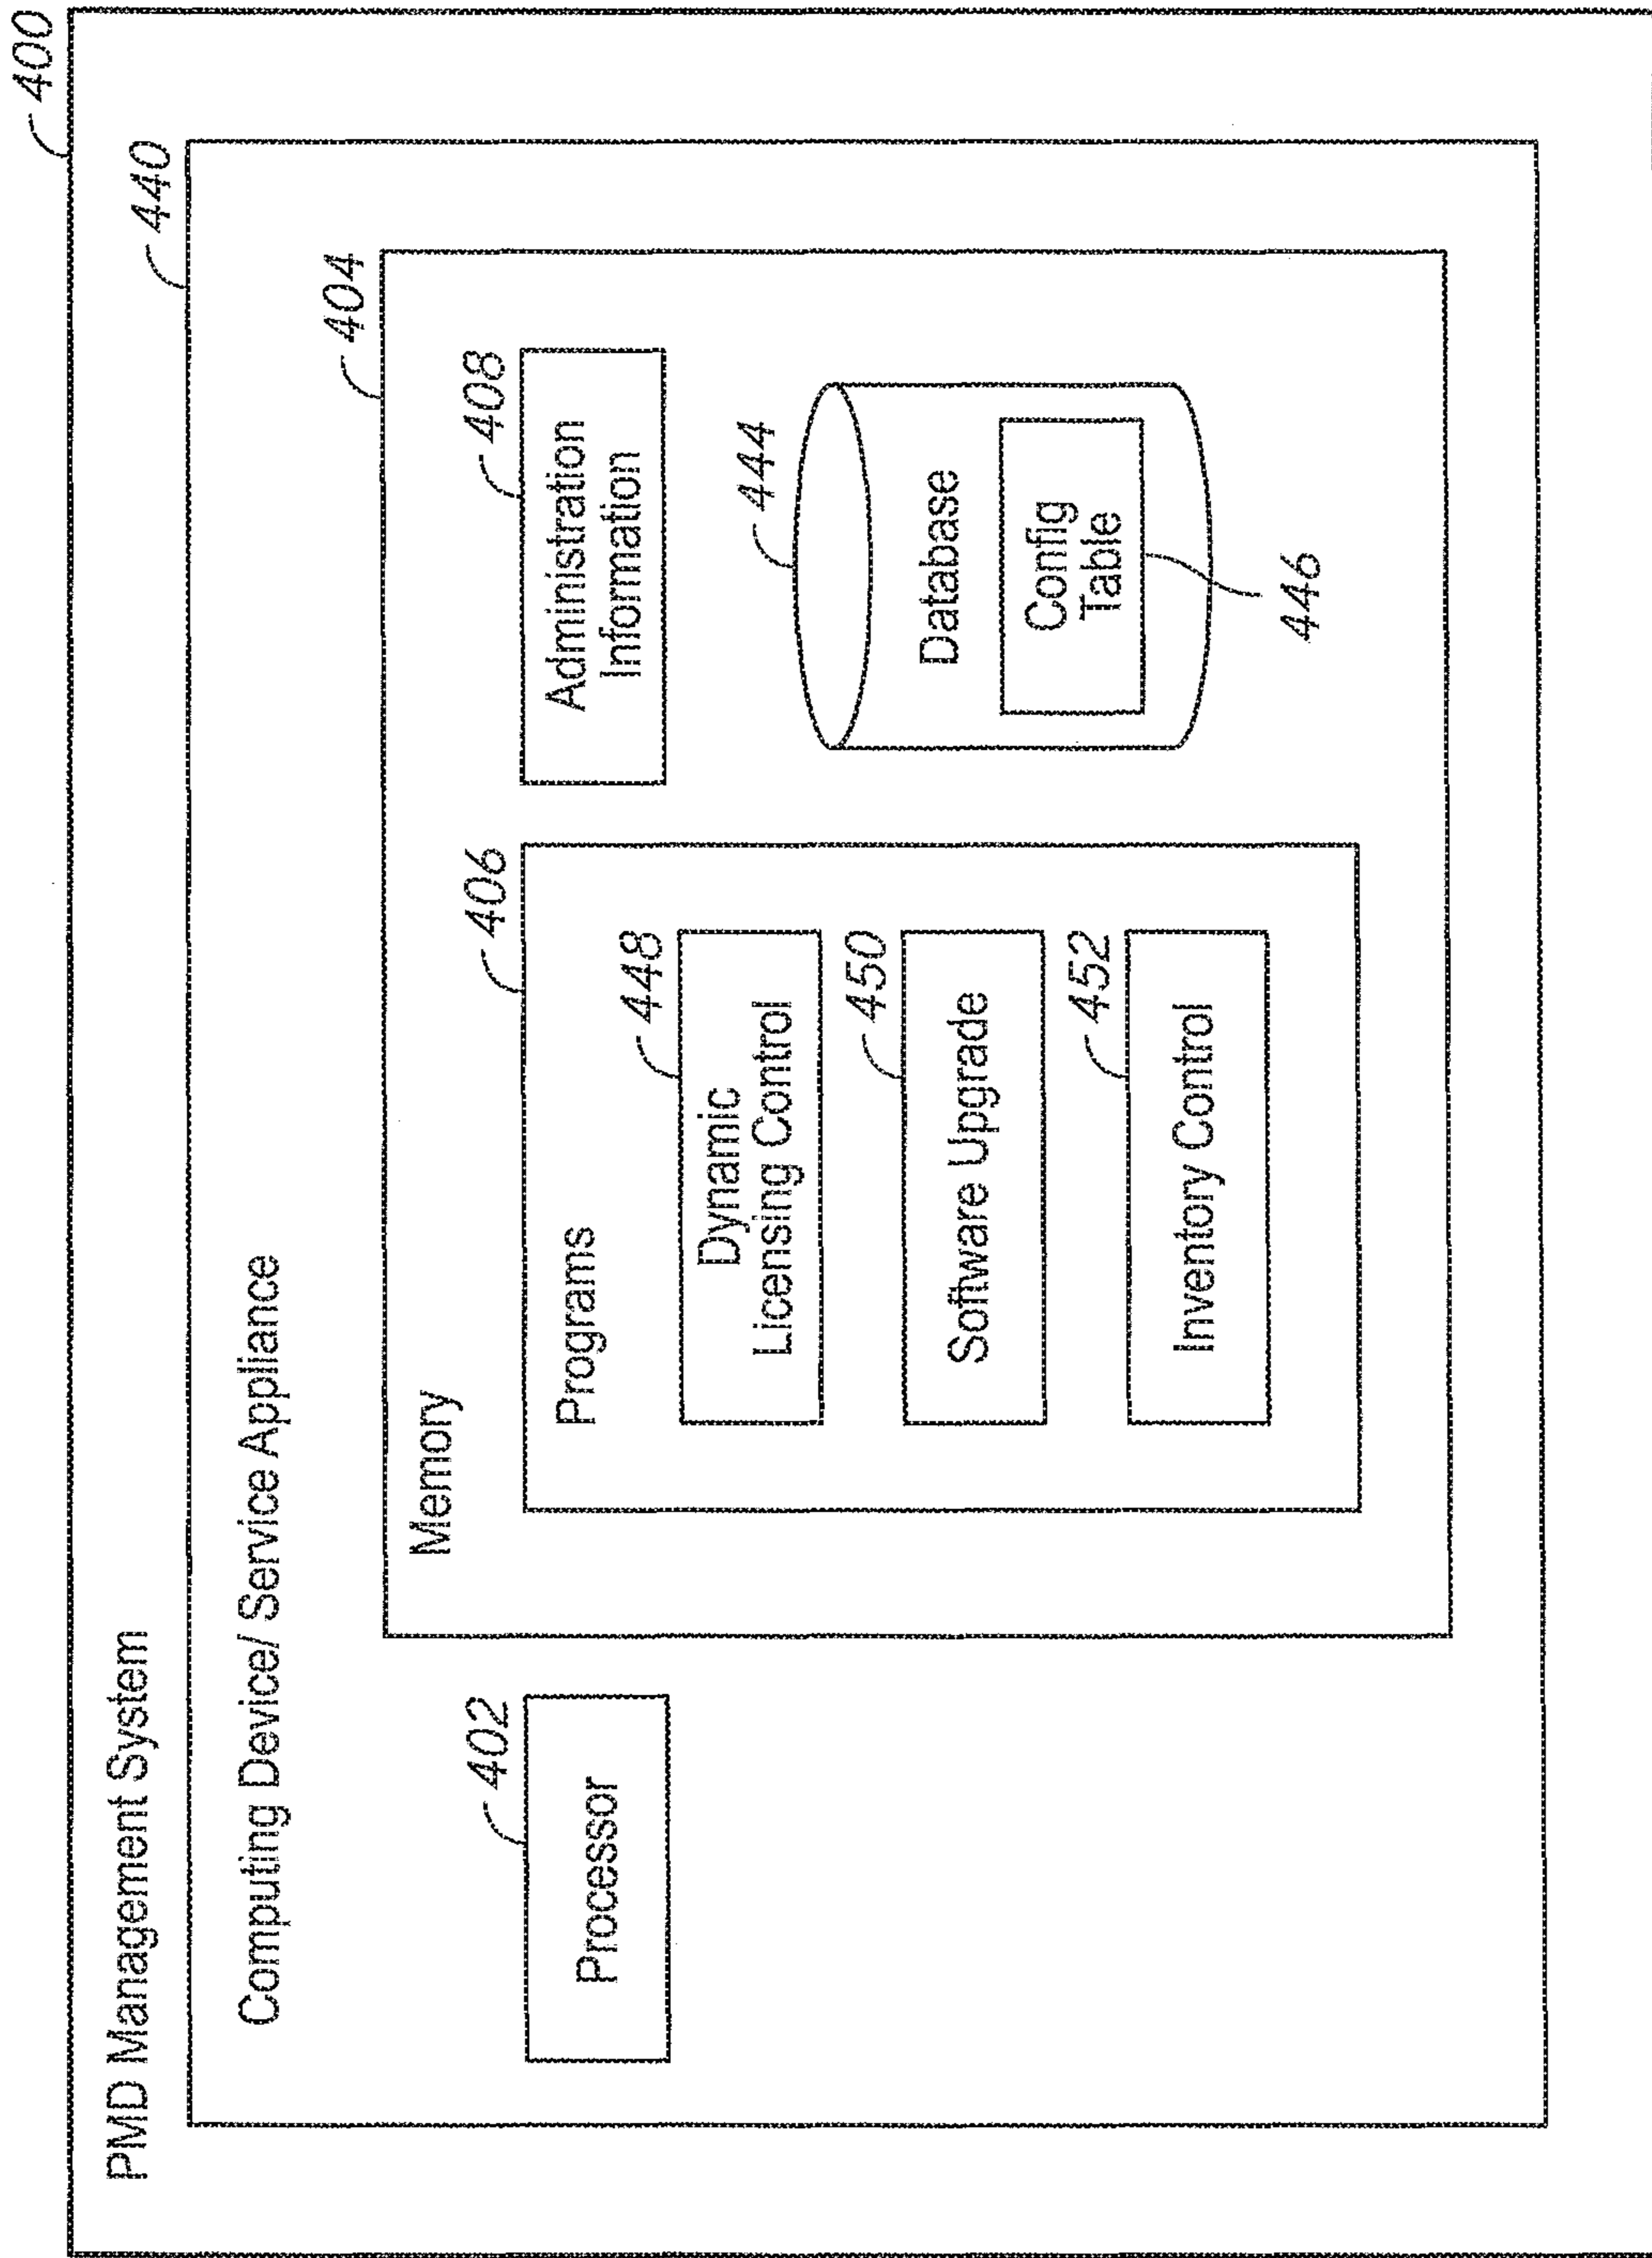 400
PMD Management System
440
Computing Device/ Service Appliance
404
Memory
402
Processor
406
Programs
448
Dynamic
Licensing Control
450
Software Upgrade
452
Inventory Control
408
Administration
Information
444
Database
Config
Table
446